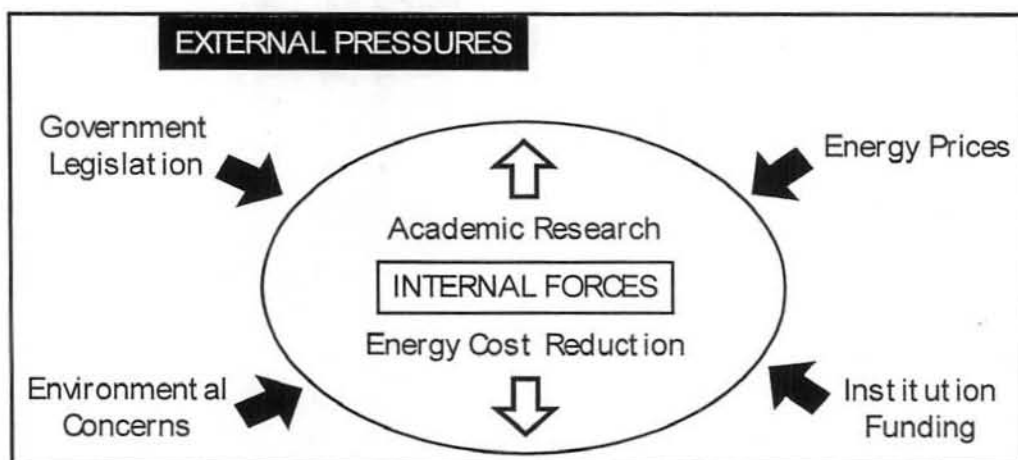 EXTERNAL PRESSURES
Government
Legislation
Energy Prices
Academic Research
INTERNAL FORCES
Energy Cost Reduction
Environmental
Concerns
Institution
Funding